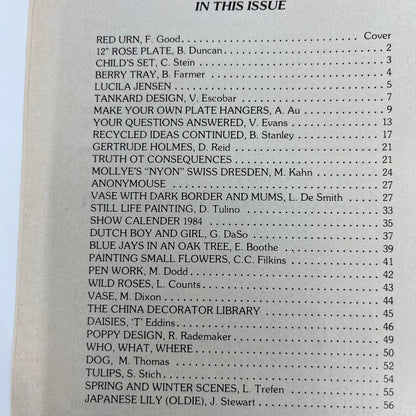 IN THIS ISSUE
RED URN, F. Good Cover
12" ROSE PLATE, B. Duncan 2
CHILD'S SET, C. Stein 3
BERRY TRAY, B. Farmer 4
LUCILA JENSEN 5
TANKARD DESIGN, V. Escobar 7
MAKE YOUR OWN PLATE HANGERS, A. Au 9
YOUR QUESTIONS ANSWERED, V. Evans 13
RECYCLED IDEAS CONTINUED, B. Stanley 17
GERTRUDE HOLMES, D. Reid 21
TRUTH OT CONSEQUENCES 21
MOLLYE'S "NYON" SWISS DRESDEN, M. Kahn 24
ANONYMOUSE 27
VASE WITH DARK BORDER AND MUMS, L. De Smith 27
STILL LIFE PAINTING, D. Tulino 33
SHOW CALENDER 1984 35
DUTCH BOY AND GIRL, G. DaSo 37
BLUE JAYS IN AN OAK TREE, E. Boothe 39
PAINTING SMALL FLOWERS, C.C. Filkins 41
PEN WORK, M. Dodd 42
WILD ROSES, L. Counts 44
VASE, M. Dixon 44
THE CHINA DECORATOR LIBRARY 45
DAISIES, 'T' Eddins 46
POPPY DESIGN, R. Rademaker 49
WHO, WHAT, WHERE 50
DOG, M. Thomas 52
TULIPS, S. Stich 54
SPRING AND WINTER SCENES, L. Trefen 55
JAPANESE LILY (OLDIE), J. Stewart 56